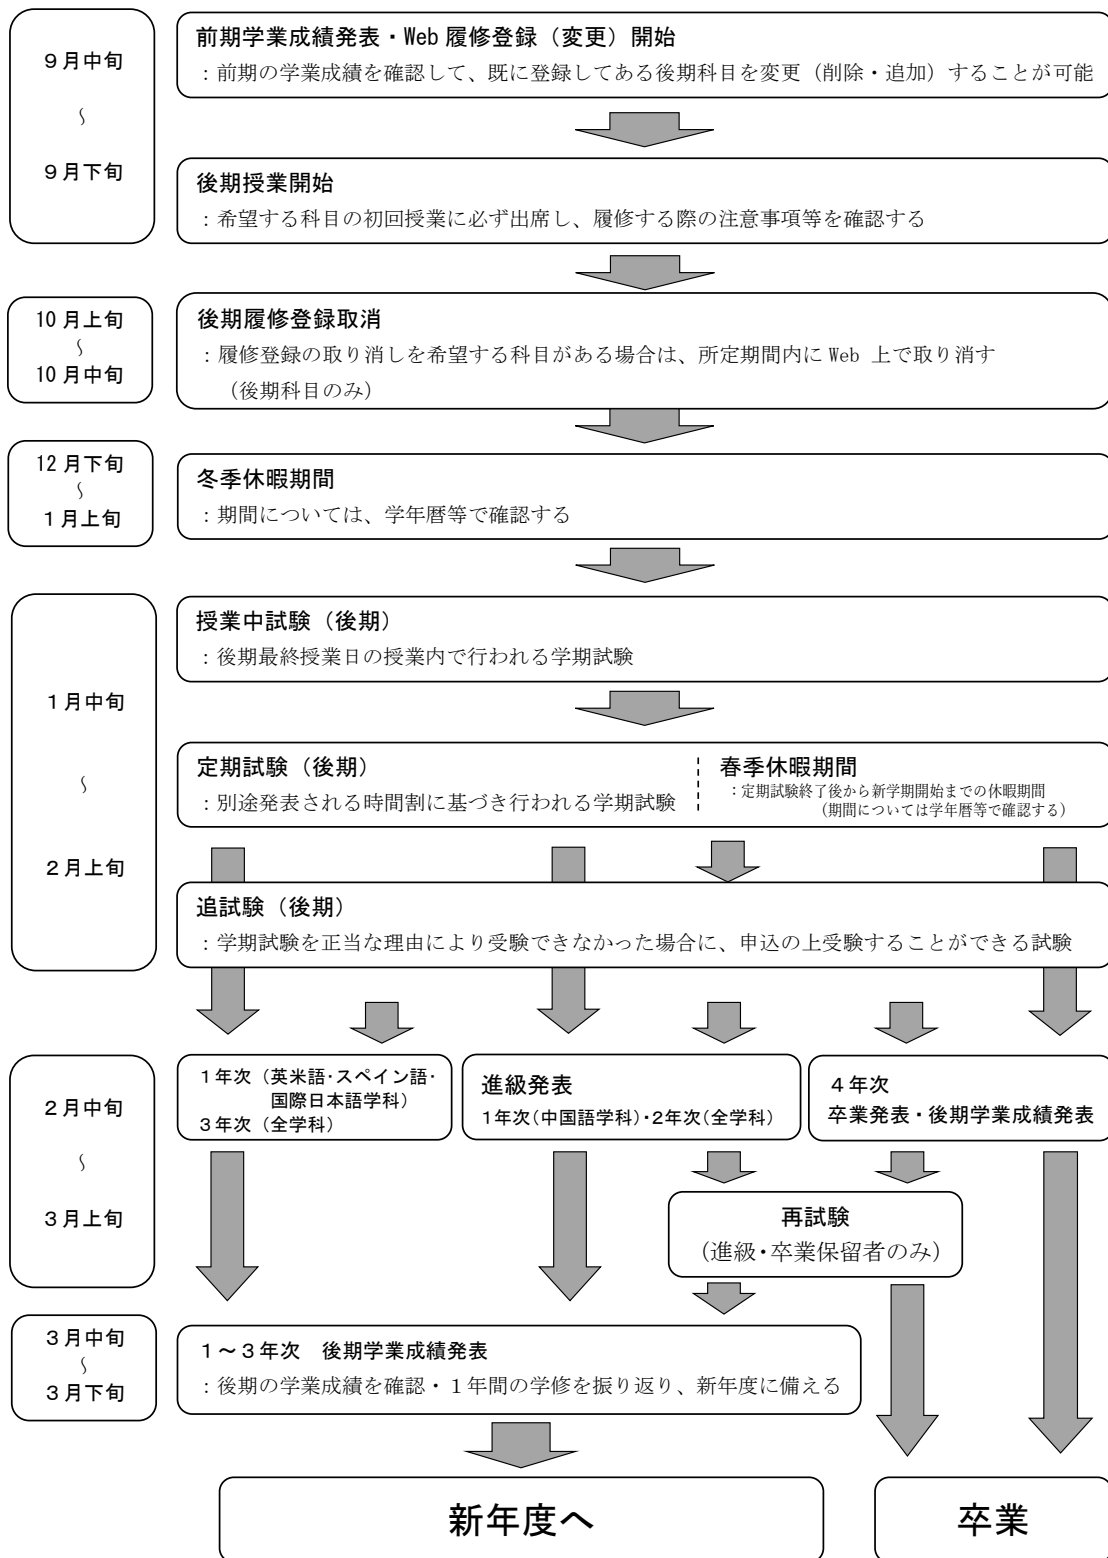 9月中旬
～
9月下旬
前期学業成績発表・Web 履修登録（変更）開始
：前期の学業成績を確認して、既に登録してある後期科目を変更（削除・追加）することが可能
後期授業開始
：希望する科目の初回授業に必ず出席し、履修する際の注意事項等を確認する
10月上旬
～
10月中旬
後期履修登録取消
：履修登録の取り消しを希望する科目がある場合は、所定期間内に Web 上で取り消す
（後期科目のみ）
12月下旬
～
1月上旬
冬季休暇期間
：期間については、学年暦等で確認する
1月中旬
～
2月上旬
授業中試験（後期）
：後期最終授業日の授業内で行われる学期試験
定期試験（後期）
：別途発表される時間割に基づき行われる学期試験
春季休暇期間
：定期試験終了後から新学期開始までの休暇期間
（期間については学年暦等で確認する）
追試験（後期）
：学期試験を正当な理由により受験できなかった場合に、申込の上受験することができる試験
2月中旬
～
3月上旬
1年次（英米語・スペイン語・
国際日本語学科）
3年次（全学科）
進級発表
1年次（中国語学科）・2年次（全学科）
4年次
卒業発表・後期学業成績発表
再試験
（進級・卒業保留者のみ）
3月中旬
～
3月下旬
1～3年次　後期学業成績発表
：後期の学業成績を確認・1年間の学修を振り返り、新年度に備える
新年度へ
卒業